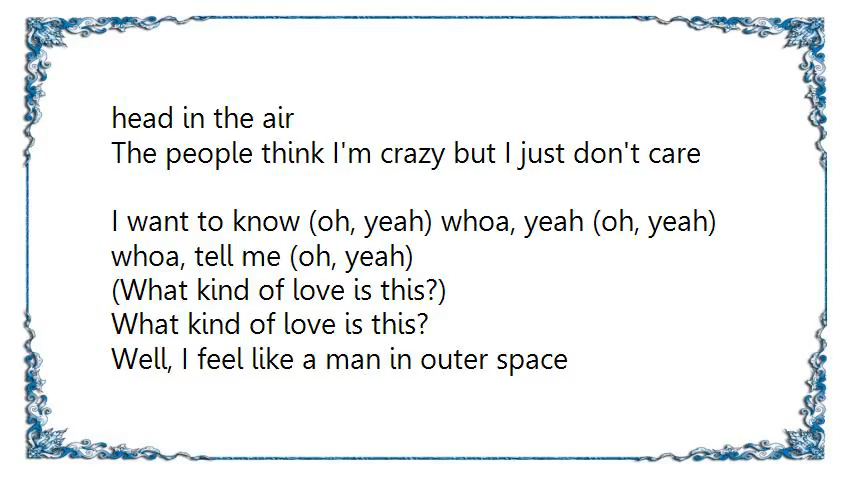 head in the air
The people think I'm crazy but I just don't care
I want to know (oh, yeah) whoa, yeah (oh, yeah)
whoa, tell me (oh, yeah)
(What kind of love is this?)
What kind of love is this?
Well, I feel like a man in outer space